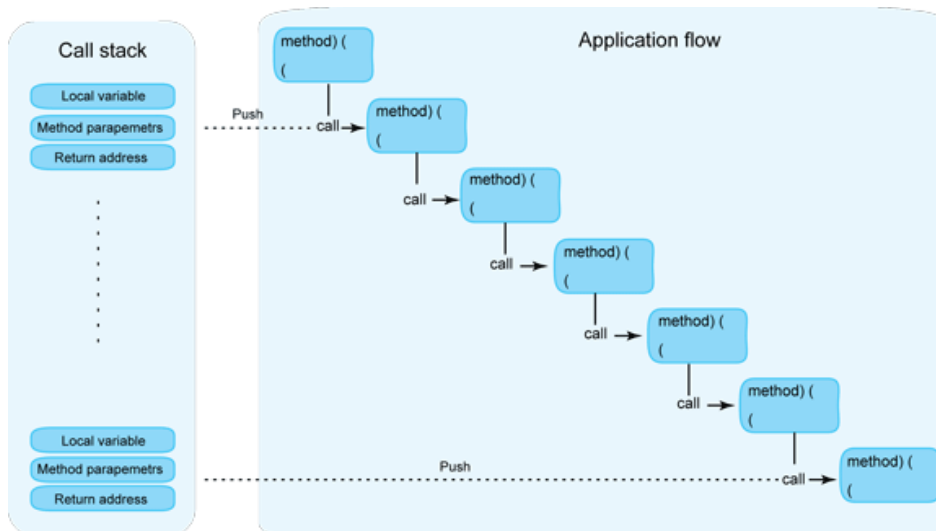 Call stack
Local variable
Method parapemetrs
Return address
Local variable
Method parapemetrs
Return address
Application flow
method) (
(
Push
call
method) (
(
call
method) (
(
call
method) (
(
call
method) (
(
call
method) (
(
Push
call
method) (
(